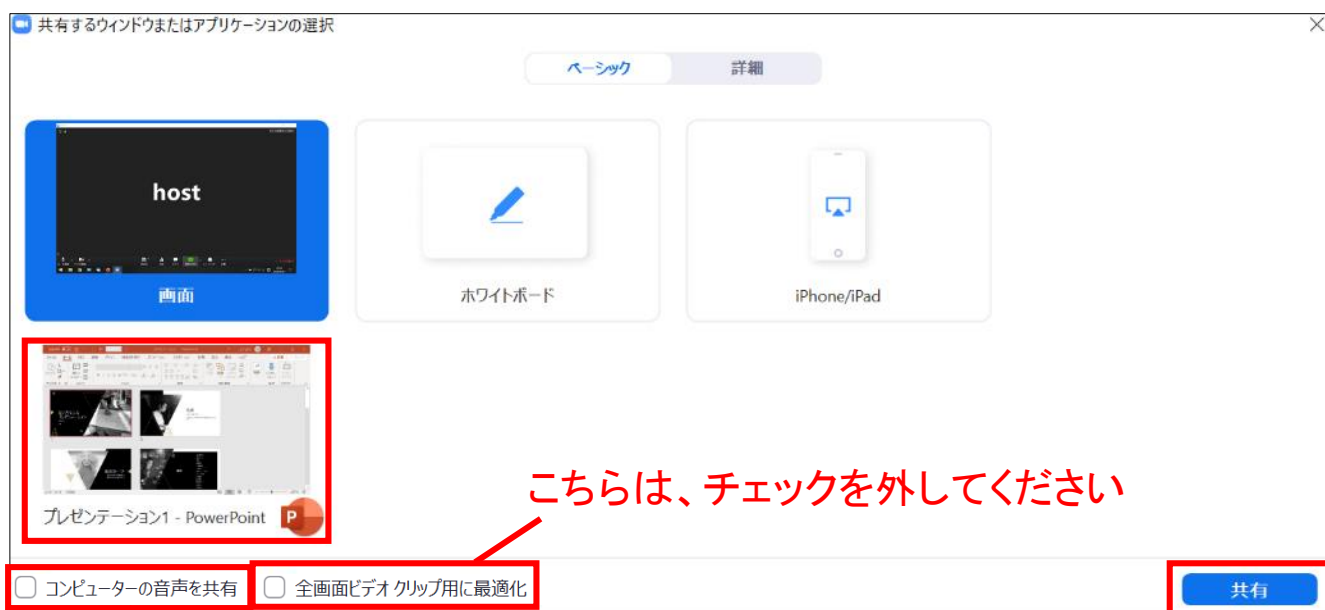 共有するウィンドウまたはアプリケーションの選択
ベーシック
詳細
host
画面
ホワイトボード
iPhone/iPad
プレゼンテーション1 - PowerPoint
P
こちらは、チェックを外してください
コンピューターの音声を共有
全画面ビデオ クリップ用に最適化
共有